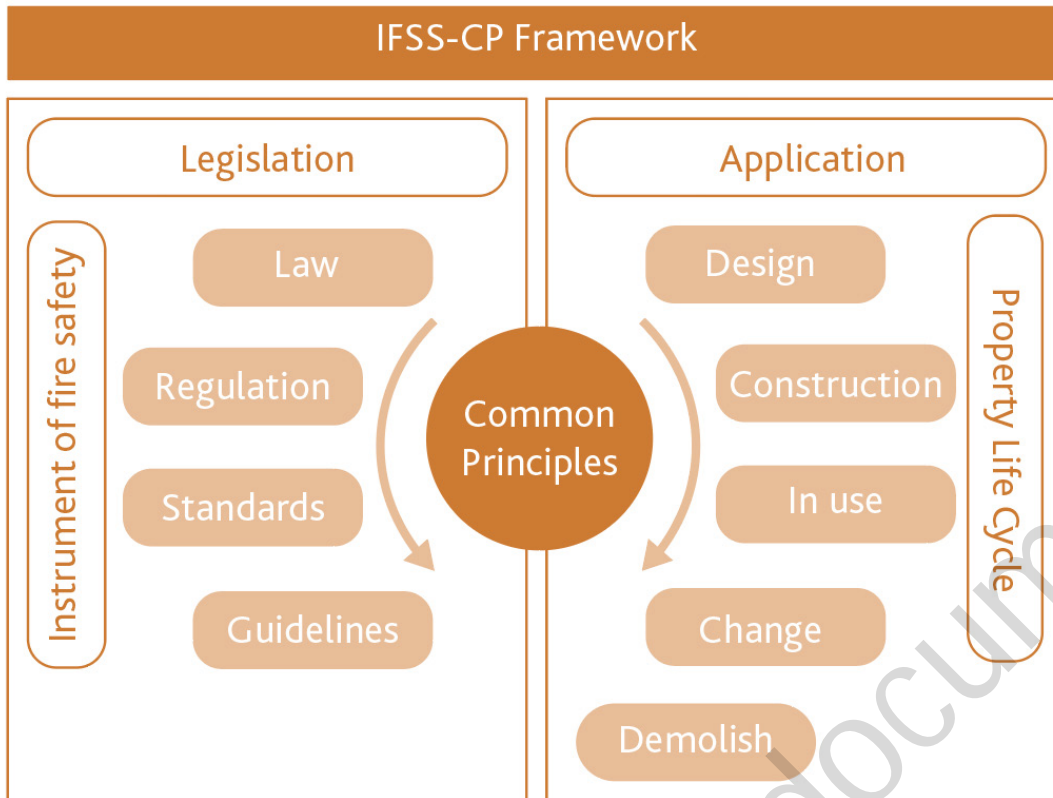 IFSS-CP Framework
Legislation
Instrument of fire safety
Law
Regulation
Standards
Guidelines
Common
Principles
Application
Design
Construction
In use
Change
Demolish
Property Life Cycle
docum